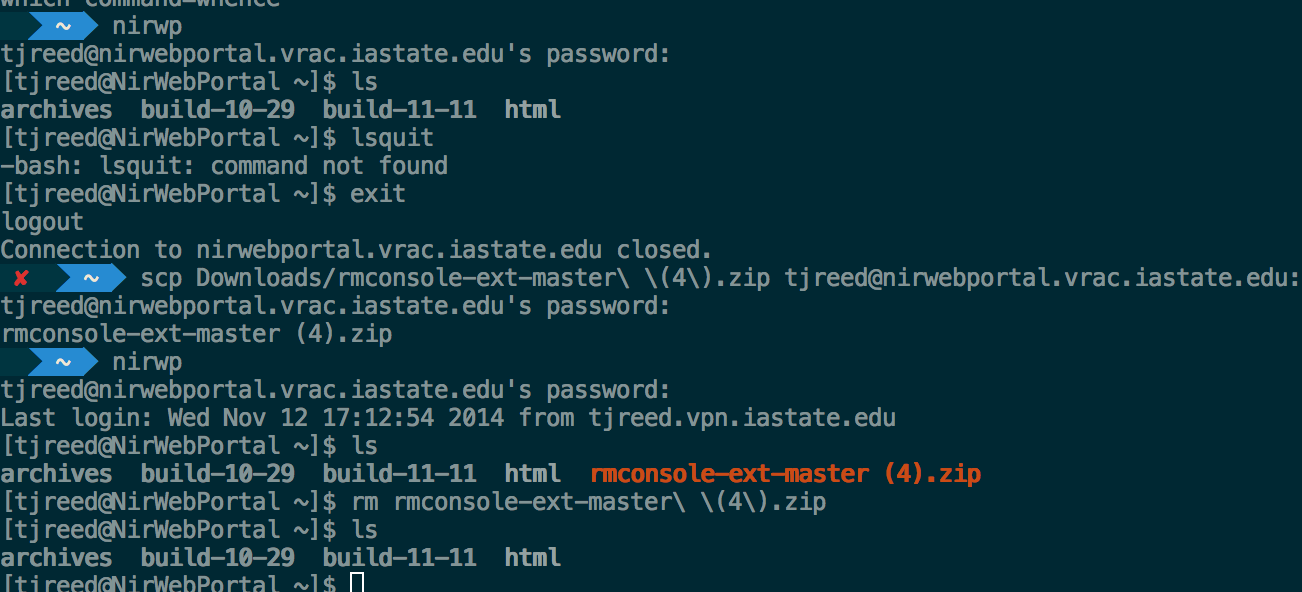 which command=whence
~ nirwp
tjreed@nirwebportal.vrac.iastate.edu's password:
[tjreed@NirWebPortal ~]$ ls
archives build-10-29 build-11-11 html
[tjreed@NirWebPortal ~]$ lsquit
-bash: lsquit: command not found
[tjreed@NirWebPortal ~]$ exit
logout
Connection to nirwebportal.vrac.iastate.edu closed.
✘ ~ scp Downloads/rmconsole-ext-master\ \(4\).zip tjreed@nirwebportal.vrac.iastate.edu:
tjreed@nirwebportal.vrac.iastate.edu's password:
rmconsole-ext-master (4).zip
~ nirwp
tjreed@nirwebportal.vrac.iastate.edu's password:
Last login: Wed Nov 12 17:12:54 2014 from tjreed.vpn.iastate.edu
[tjreed@NirWebPortal ~]$ ls
archives build-10-29 build-11-11 html rmconsole-ext-master (4).zip
[tjreed@NirWebPortal ~]$ rm rmconsole-ext-master\ \(4\).zip
[tjreed@NirWebPortal ~]$ ls
archives build-10-29 build-11-11 html
[tjreed@NirWebPortal ~]$